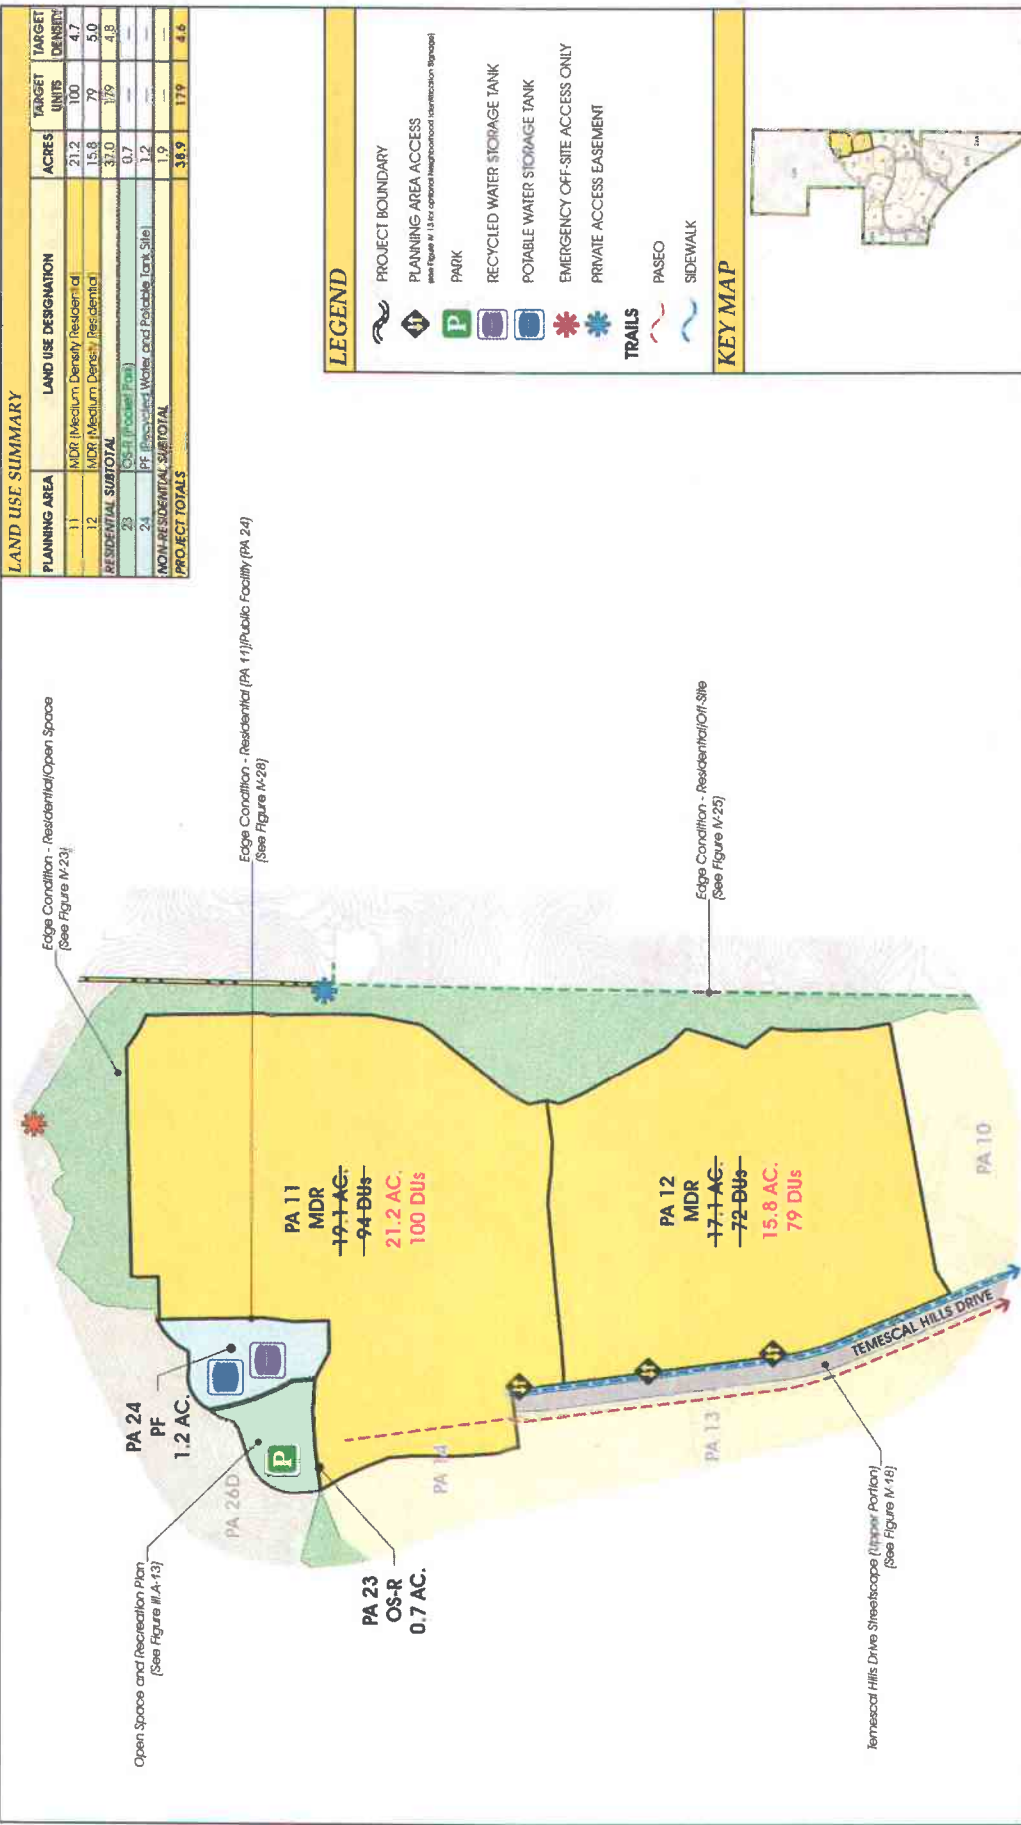 LAND USE SUMMARY
PLANNING AREA LAND USE DESIGNATION ACRES TARGET UNITS TARGET DENSITY
11 MDR (Medium Density Residential) 21.2 100 4.7
12 MDR (Medium Density Residential) 15.8 79 5.0
RESIDENTIAL SUBTOTAL 37.0 179 4.8
23 OS-R (Pocket Park) 0.7 — —
24 PF (Recycled Water and Potable Tank Site) 1.2 — —
NON-RESIDENTIAL SUBTOTAL 1.9 — —
PROJECT TOTALS 38.9 179 4.6
LEGEND
PROJECT BOUNDARY
PLANNING AREA ACCESS
(see Figure IV-13 for optional Neighborhood Identification Signage)
P
PARK
RECYCLED WATER STORAGE TANK
POTABLE WATER STORAGE TANK
EMERGENCY OFF-SITE ACCESS ONLY
PRIVATE ACCESS EASEMENT
TRAILS
PASEO
SIDEWALK
KEY MAP
Edge Condition - Residential/Open Space
(See Figure IV-23)
Edge Condition - Residential (PA 11)/Public Facility (PA 24)
(See Figure IV-28)
Edge Condition - Residential/Off-Site
(See Figure IV-25)
Open Space and Recreation Plan
(See Figure III.A-13)
Temescal Hills Drive Streetscape (Upper Portion)
(See Figure IV-18)
PA 24
PF
1.2 AC.
PA 26D
P
PA 23
OS-R
0.7 AC.
PA 11
MDR
19.1 AC.
94 DUs
21.2 AC.
100 DUs
PA 14
PA 12
MDR
17.1 AC.
72 DUs
15.8 AC.
79 DUs
PA 13
TEMESCAL HILLS DRIVE
PA 10